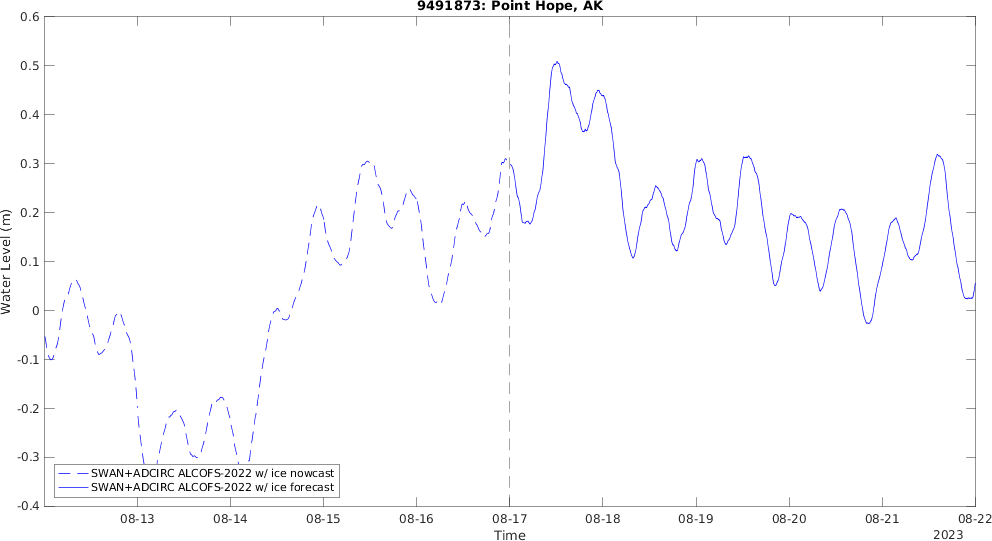 9491873: Point Hope, AK
0.6
0.5
0.4
0.3
0.2
0.1
0
-0.1
-0.2
-0.3
-0.4
Water Level (m)
SWAN+ADCIRC ALCOFS-2022 w/ ice nowcast
SWAN+ADCIRC ALCOFS-2022 w/ ice forecast
08-13 08-14 08-15 08-16 08-17 08-18 08-19 08-20 08-21 08-22
Time 2023